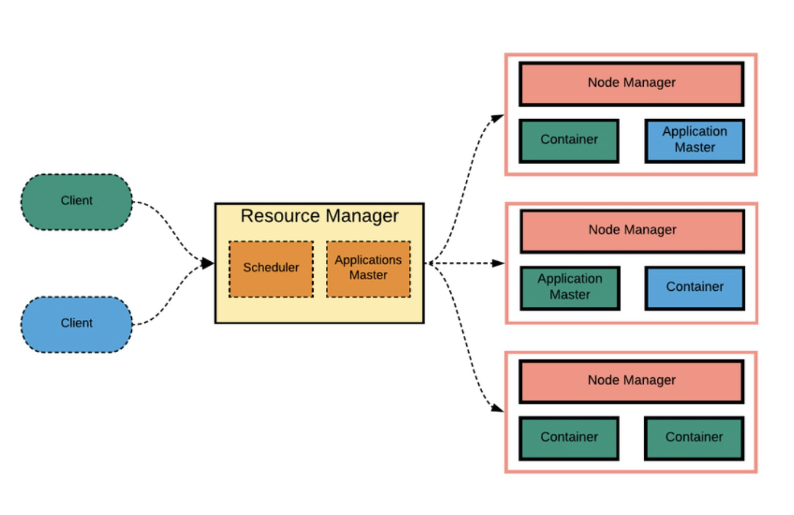 Client
Client
Resource Manager
Scheduler
Applications
Master
Node Manager
Container
Application
Master
Node Manager
Application
Master
Container
Node Manager
Container
Container